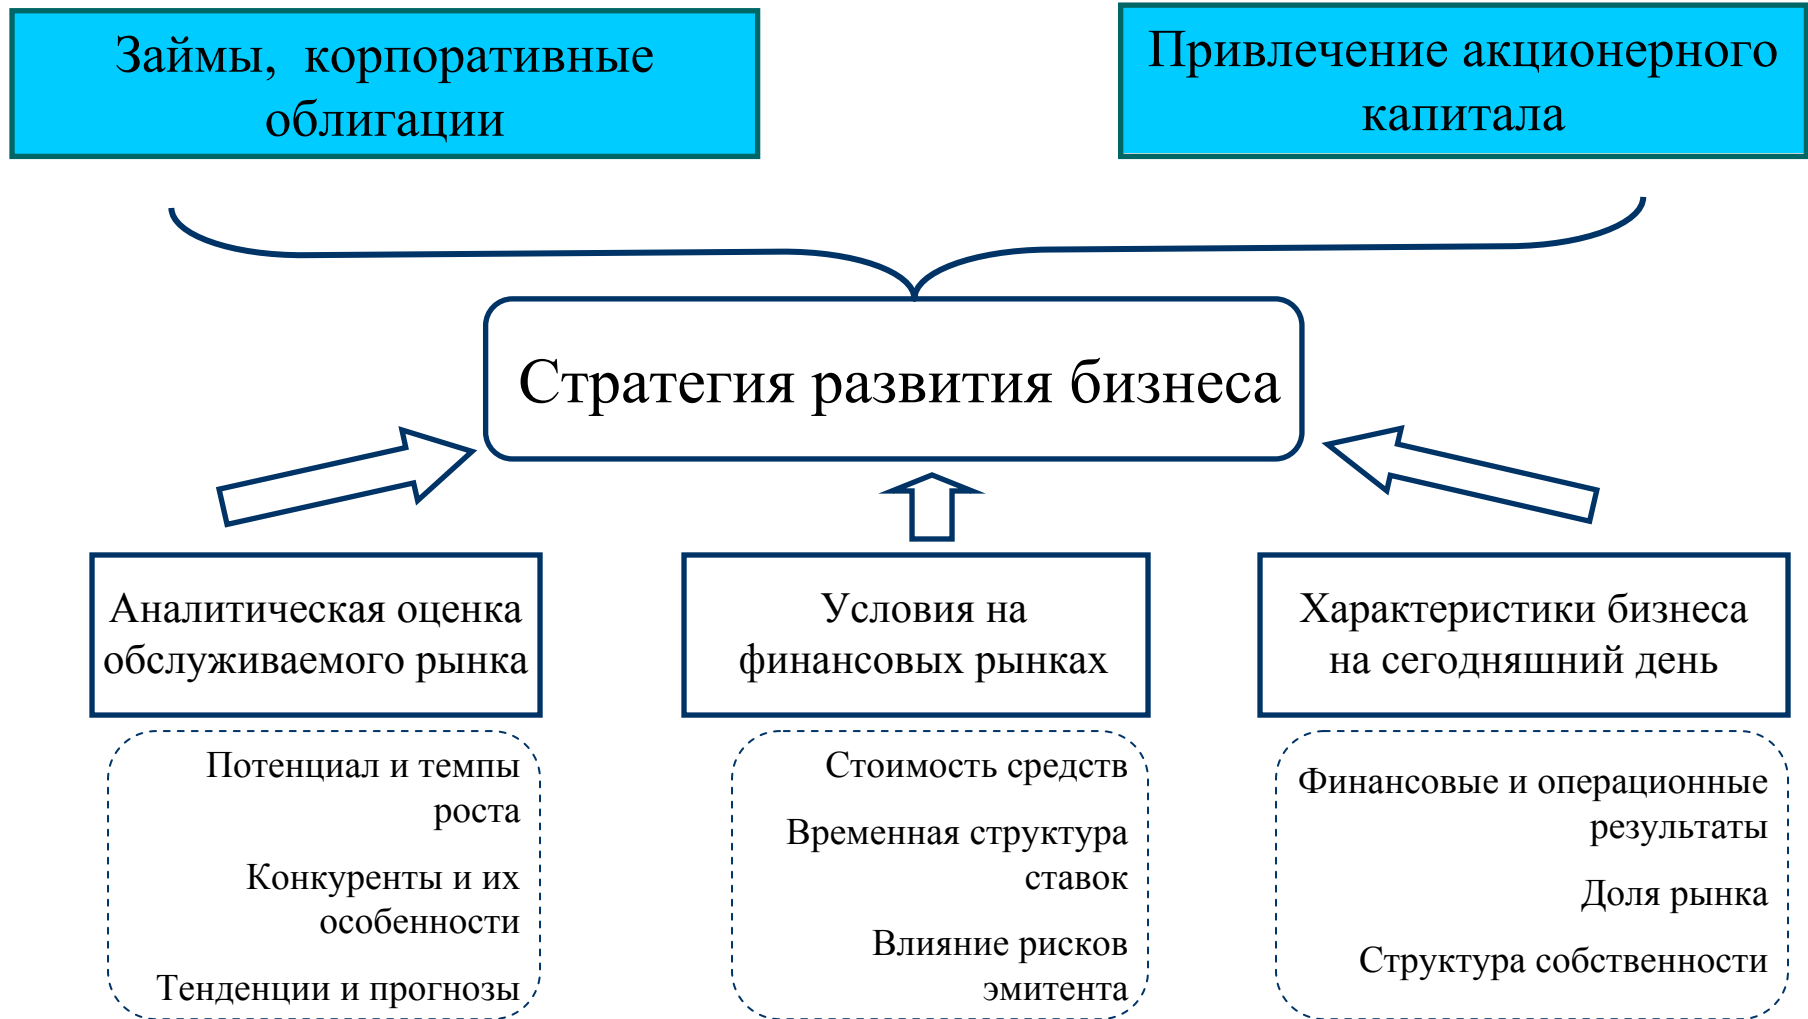 Займы, корпоративные
облигации
Привлечение акционерного
капитала
Стратегия развития бизнеса
Аналитическая оценка
обслуживаемого рынка
Условия на
финансовых рынках
Характеристики бизнеса
на сегодняшний день
Потенциал и темпы
роста
Конкуренты и их
особенности
Тенденции и прогнозы
Стоимость средств
Временная структура
ставок
Влияние рисков
эмитента
Финансовые и операционные
результаты
Доля рынка
Структура собственности